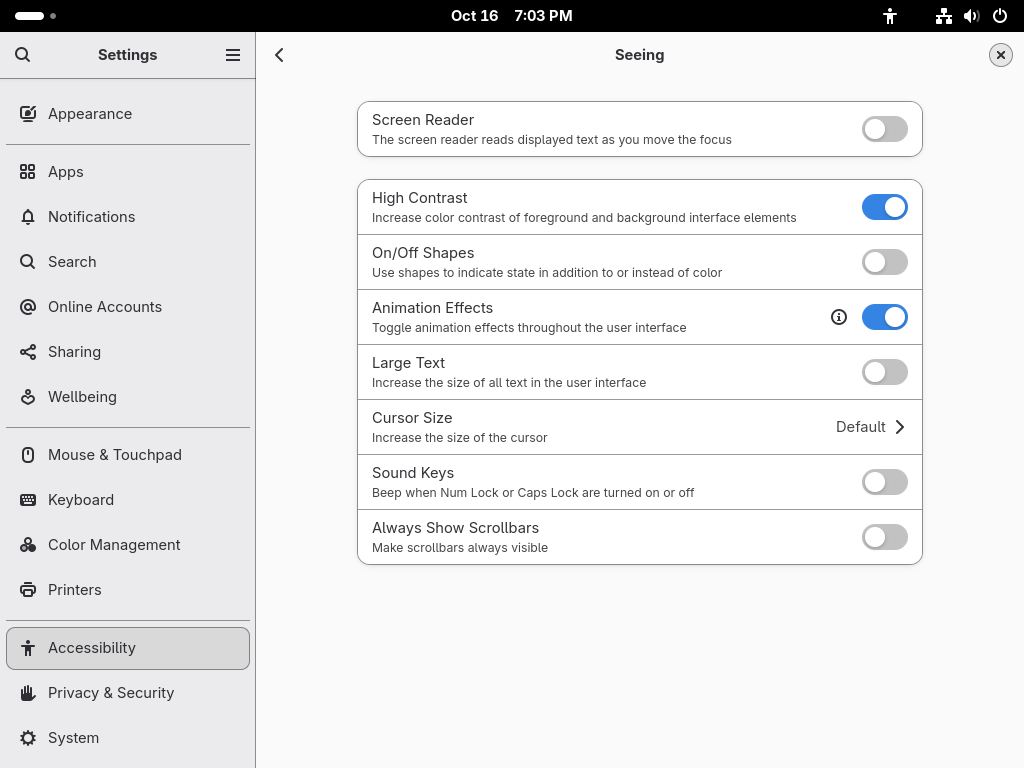 Oct 16 7:03 PM
Settings
Seeing
Appearance
Apps
Notifications
Search
Online Accounts
Sharing
Wellbeing
Mouse & Touchpad
Keyboard
Color Management
Printers
Accessibility
Privacy & Security
System
Screen Reader
The screen reader reads displayed text as you move the focus
High Contrast
Increase color contrast of foreground and background interface elements
On/Off Shapes
Use shapes to indicate state in addition to or instead of color
Animation Effects
Toggle animation effects throughout the user interface
Large Text
Increase the size of all text in the user interface
Cursor Size
Increase the size of the cursor
Default
Sound Keys
Beep when Num Lock or Caps Lock are turned on or off
Always Show Scrollbars
Make scrollbars always visible